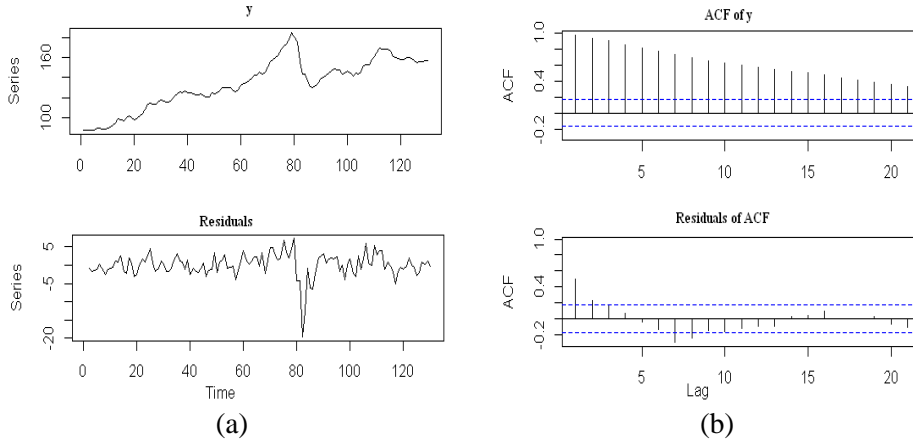 y
Series
160
100
0 20 40 60 80 100 120
Residuals
Series
5
-5
-20
0 20 40 60 80 100 120
Time
(a)
ACF of y
ACF
1.0
0.4
-0.2
5 10 15 20
Residuals of ACF
ACF
1.0
0.4
-0.2
5 10 15 20
Lag
(b)